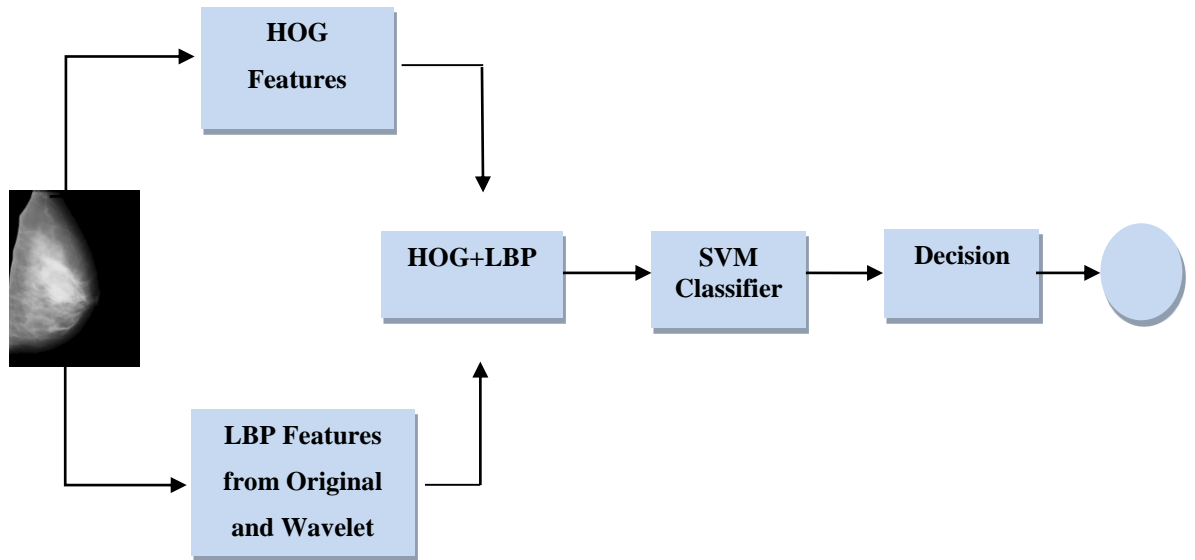 HOG
Features
HOG+LBP
SVM
Classifier
Decision
LBP Features
from Original
and Wavelet